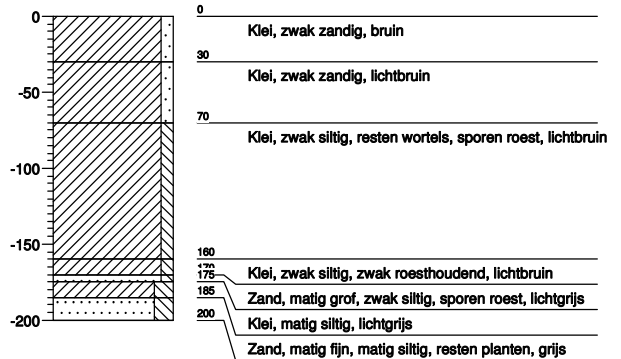 0
0
Klei, zwak zandig, bruin
30
Klei, zwak zandig, lichtbruin
-50
70
Klei, zwak siltig, resten wortels, sporen roest, lichtbruin
-100
-150
160
Klei, zwak siltig, zwak roesthoudend, lichtbruin
175
Zand, matig grof, zwak siltig, sporen roest, lichtgrijs
185
Klei, matig siltig, lichtgrijs
-200
200
Zand, matig fijn, matig siltig, resten planten, grijs